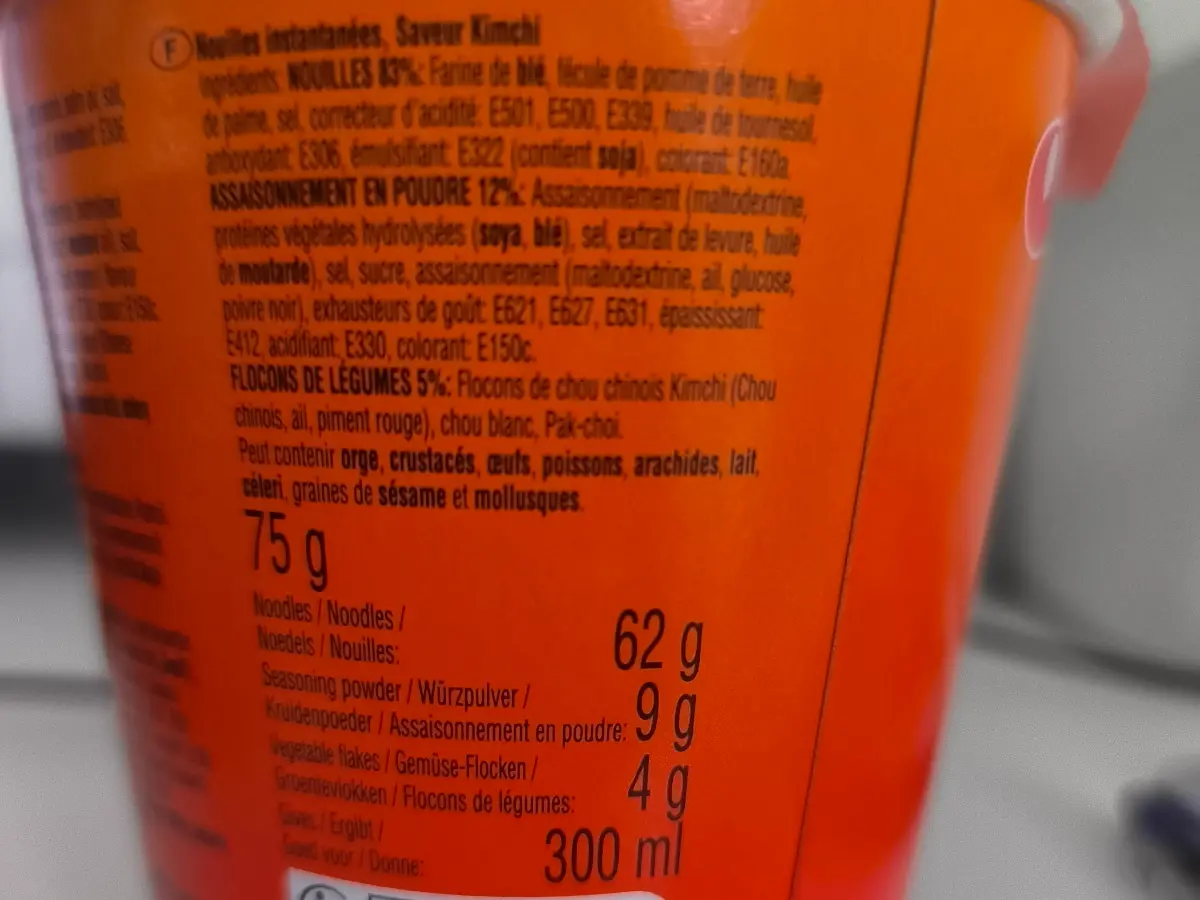 F Nouilles instantanées, Saveur Kimchi
Ingrédients: NOUILLES 83%: Farine de blé, fécule de pomme de terre, huile
de palme, sel, correcteur d'acidité: E501, E500, E339, huile de tournesol,
antioxydant: E306, émulsifiant: E322 (contient soja), colorant: E160a.
ASSAISONNEMENT EN POUDRE 12%: Assaisonnement (maltodextrine,
protéines végétales hydrolysées (soya, blé), sel, extrait de levure, huile
de moutarde), sel, sucre, assaisonnement (maltodextrine, ail, glucose,
poivre noir), exhausteurs de goût: E621, E627, E631, épaississant:
E412, acidifiant: E330, colorant: E150c.
FLOCONS DE LÉGUMES 5%: Flocons de chou chinois Kimchi (Chou
chinois, ail, piment rouge), chou blanc, Pak-choi.
Peut contenir orge, crustacés, œufs, poissons, arachides, lait,
céleri, graines de sésame et mollusques.
75 g
Noodles / Noodles /
Noedels / Nouilles: 62 g
Seasoning powder / Würzpulver /
Kruidenpoeder / Assaisonnement en poudre: 9 g
Vegetable flakes / Gemüse-Flocken /
Groentevlokken / Flocons de légumes: 4 g
Gives / Ergibt /
Goed voor / Donne: 300 ml